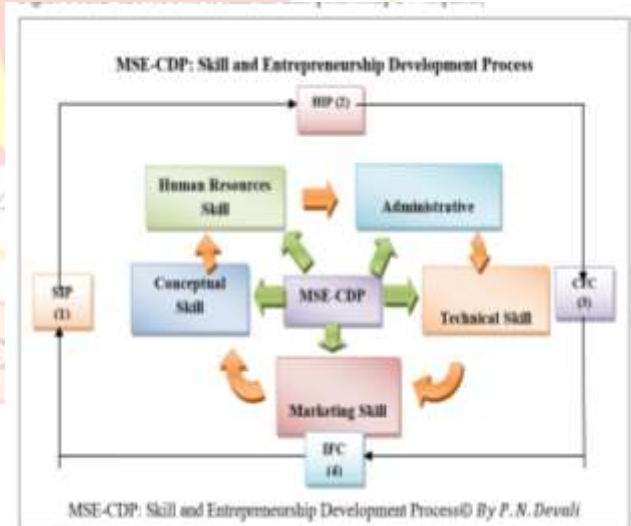 MSE-CDP: Skill and Entrepreneurship Development Process
HIP (2)
Human Resources
Skill
Administrative
SIP
(1)
Conceptual
Skill
MSE-CDP
Technical Skill
CFC
(3)
Marketing Skill
IFC
(4)
MSE-CDP: Skill and Entrepreneurship Development Process© By P. N. Devali